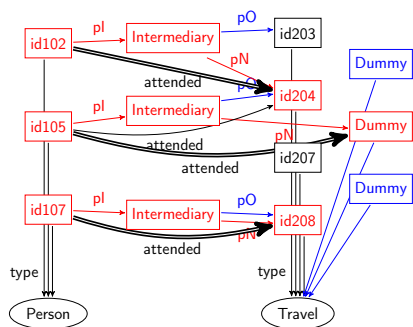 pI
pO
id203
id102
Intermediary
pN
Dummy
attended
pO
id204
pI
Intermediary
id105
pN
Dummy
attended
attended
id207
Dummy
pI
pO
id107
Intermediary
id208
pN
attended
type
type
Person
Travel